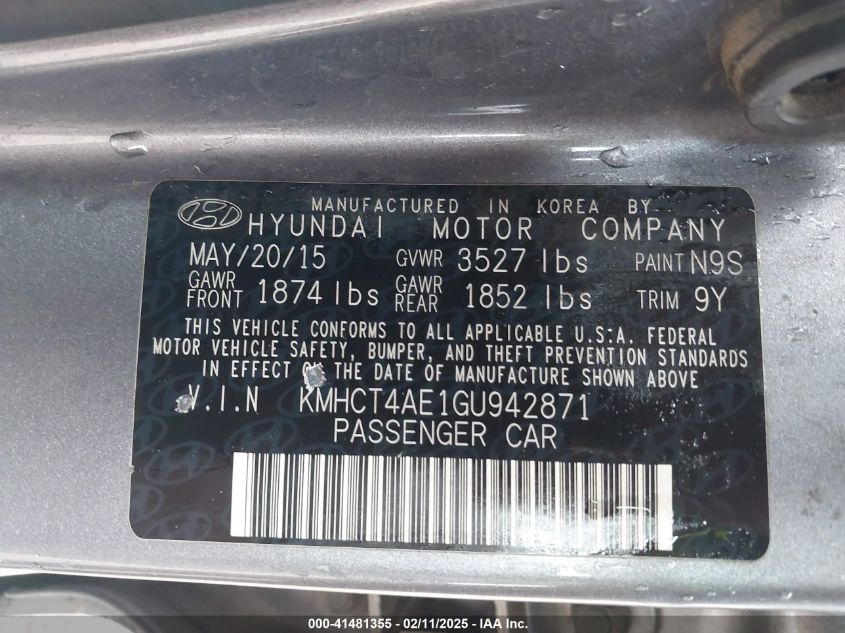 MANUFACTURED IN KOREA BY
HYUNDAI MOTOR COMPANY
MAY/20/15 GVWR 3527 lbs PAINT N9S
GAWR FRONT 1874 lbs GAWR REAR 1852 lbs TRIM 9Y
THIS VEHICLE CONFORMS TO ALL APPLICABLE U.S.A. FEDERAL
MOTOR VEHICLE SAFETY, BUMPER, AND THEFT PREVENTION STANDARDS
IN EFFECT ON THE DATE OF MANUFACTURE SHOWN ABOVE
V.I.N KMHCT4AE1GU942871
PASSENGER CAR
000-41481355 - 02/11/2025 - IAA Inc.